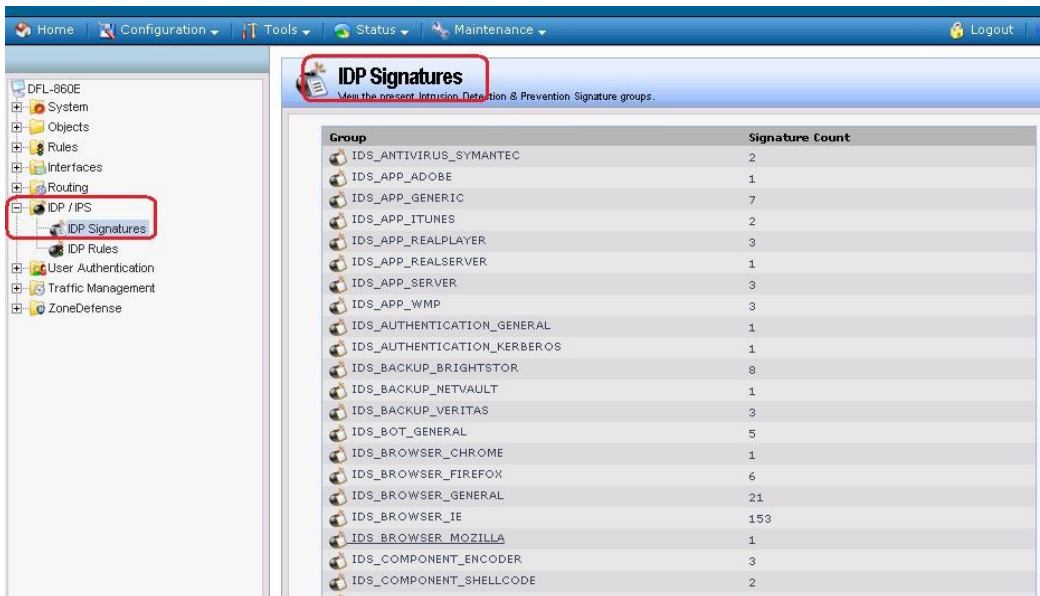 Home Configuration Tools Status Maintenance Logout
DFL-860E
System
Objects
Rules
Interfaces
Routing
IDP / IPS
IDP Signatures
IDP Rules
User Authentication
Traffic Management
ZoneDefense
IDP Signatures
View the present Intrusion Detection & Prevention Signature groups.
Group Signature Count
IDS_ANTIVIRUS_SYMANTEC 2
IDS_APP_ADOBE 1
IDS_APP_GENERIC 7
IDS_APP_ITUNES 2
IDS_APP_REALPLAYER 3
IDS_APP_REALSERVER 1
IDS_APP_SERVER 3
IDS_APP_WMP 3
IDS_AUTHENTICATION_GENERAL 1
IDS_AUTHENTICATION_KERBEROS 1
IDS_BACKUP_BRIGHTSTOR 8
IDS_BACKUP_NETVAULT 1
IDS_BACKUP_VERITAS 3
IDS_BOT_GENERAL 5
IDS_BROWSER_CHROME 1
IDS_BROWSER_FIREFOX 6
IDS_BROWSER_GENERAL 21
IDS_BROWSER_IE 153
IDS_BROWSER_MOZILLA 1
IDS_COMPONENT_ENCODER 3
IDS_COMPONENT_SHELLCODE 2